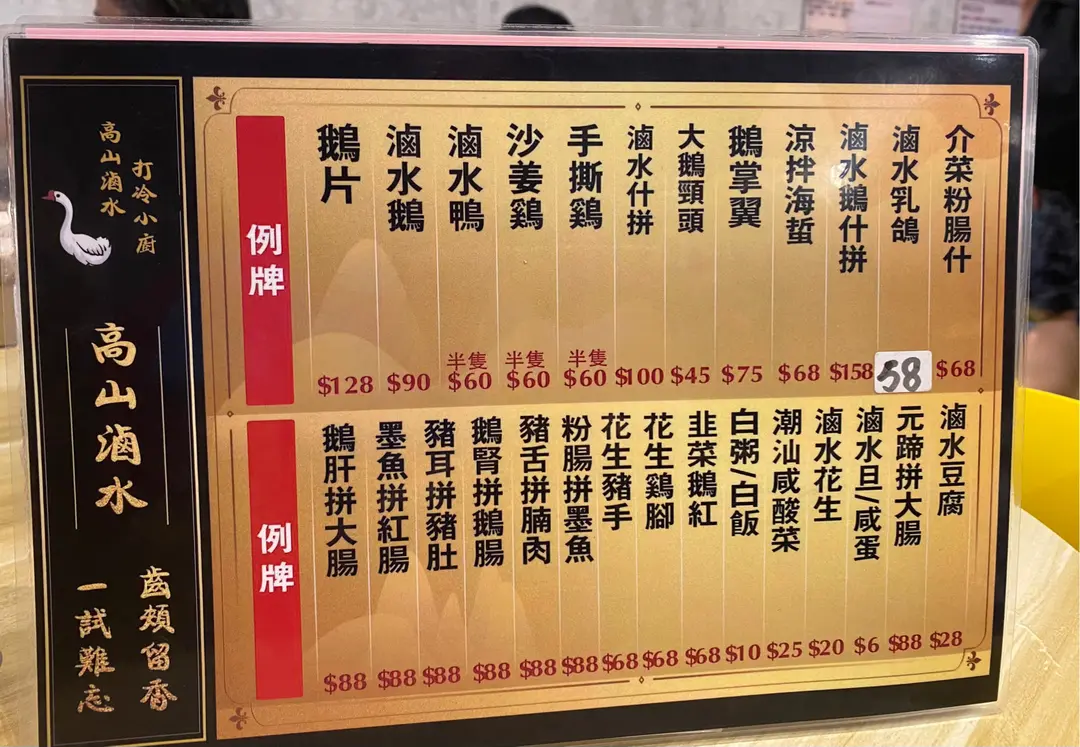 高山滷水
打冷小廚
高山滷水
齒頰留香
一試難忘
例牌
鵝片 $128
滷水鵝 $90
滷水鴨 半隻 $60
沙姜鷄 半隻 $60
手撕鷄 半隻 $60
滷水什拼 $100
大鵝頸頭 $45
鵝掌翼 $75
涼拌海蜇 $68
滷水鵝什拼 $158
滷水乳鴿 58
介菜粉腸什 $68
例牌
鵝肝拼大腸 $88
墨魚拼紅腸 $88
豬耳拼豬肚 $88
鵝腎拼鵝腸 $88
豬舌拼腩肉 $88
粉腸拼墨魚 $88
花生豬手 $68
花生鷄腳 $68
韭菜鵝紅 $68
白粥/白飯 $10
潮汕咸酸菜 $25
滷水花生 $20
滷水旦/咸蛋 $6
元蹄拼大腸 $88
滷水豆腐 $28